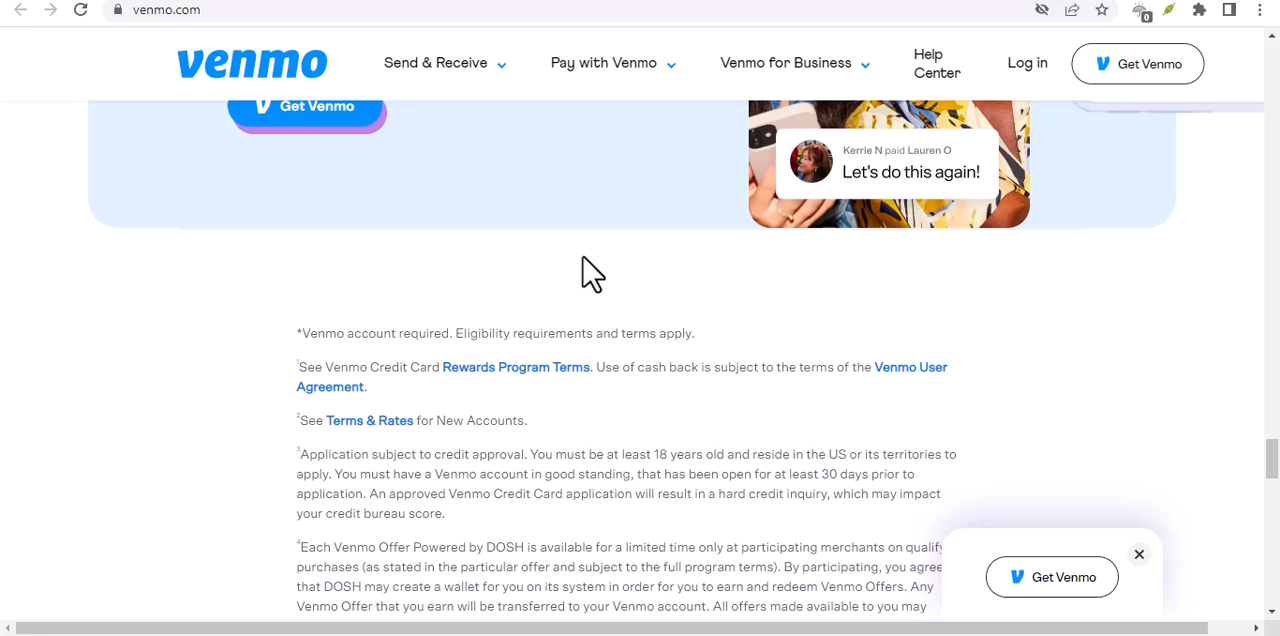 venmo.com
0
venmo
Send & Receive
Pay with Venmo
Venmo for Business
Help
Center
Log in
Get Venmo
Get Venmo
Kerrie N paid Lauren O
Let's do this again!
*Venmo account required. Eligibility requirements and terms apply.
1See Venmo Credit Card Rewards Program Terms. Use of cash back is subject to the terms of the Venmo User
Agreement.
2See Terms & Rates for New Accounts.
3Application subject to credit approval. You must be at least 18 years old and reside in the US or its territories to
apply. You must have a Venmo account in good standing, that has been open for at least 30 days prior to
application. An approved Venmo Credit Card application will result in a hard credit inquiry, which may impact
your credit bureau score.
4Each Venmo Offer Powered by DOSH is available for a limited time only at participating merchants on qualify
purchases (as stated in the particular offer and subject to the full program terms). By participating, you agree
that DOSH may create a wallet for you on its system in order for you to earn and redeem Venmo Offers. Any
Venmo Offer that you earn will be transferred to your Venmo account. All offers made available to you may
Get Venmo